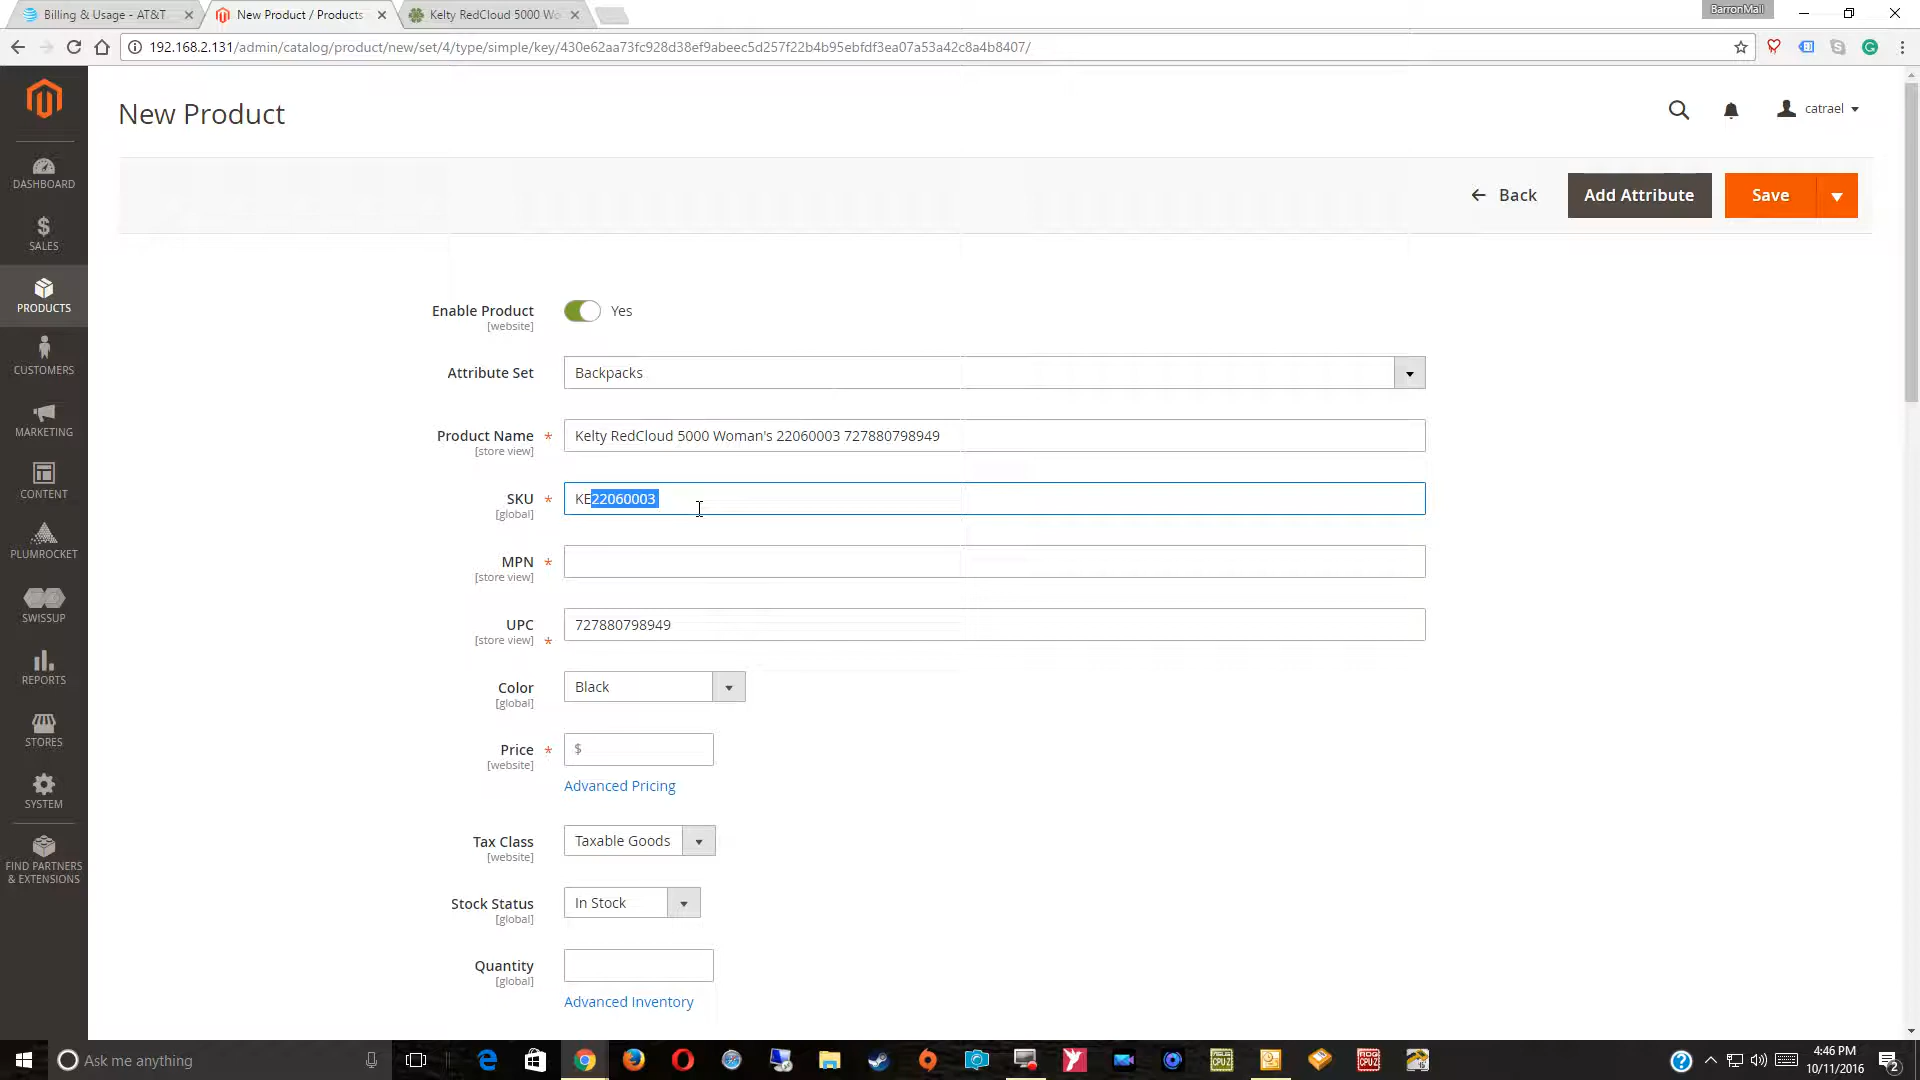 Billing & Usage - AT&T
New Product / Products
Kelty RedCloud 5000 Wo
BarronMall
192.168.2.131/admin/catalog/product/new/set/4/type/simple/key/430e62aa73fc928d38ef9abeec5d257f22b4b95ebfdf3ea07a53a42c8a4b8407/
New Product
catrael
Back
Add Attribute
Save
DASHBOARD
SALES
PRODUCTS
CUSTOMERS
MARKETING
CONTENT
PLUMROCKET
SWISSUP
REPORTS
STORES
SYSTEM
FIND PARTNERS
& EXTENSIONS
Enable Product
[website]
Yes
Attribute Set
Backpacks
Product Name *
[store view]
Kelty RedCloud 5000 Woman's 22060003 727880798949
SKU *
[global]
KE22060003
MPN *
[store view]
UPC
[store view] *
727880798949
Color
[global]
Black
Price *
[website]
$
Advanced Pricing
Tax Class
[website]
Taxable Goods
Stock Status
[global]
In Stock
Quantity
[global]
Advanced Inventory
Ask me anything
4:46 PM
10/11/2016
2